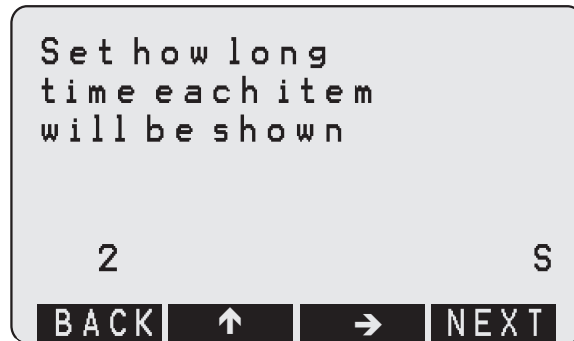 Set how long
time each item
will be shown
2 S
BACK ↑ → NEXT